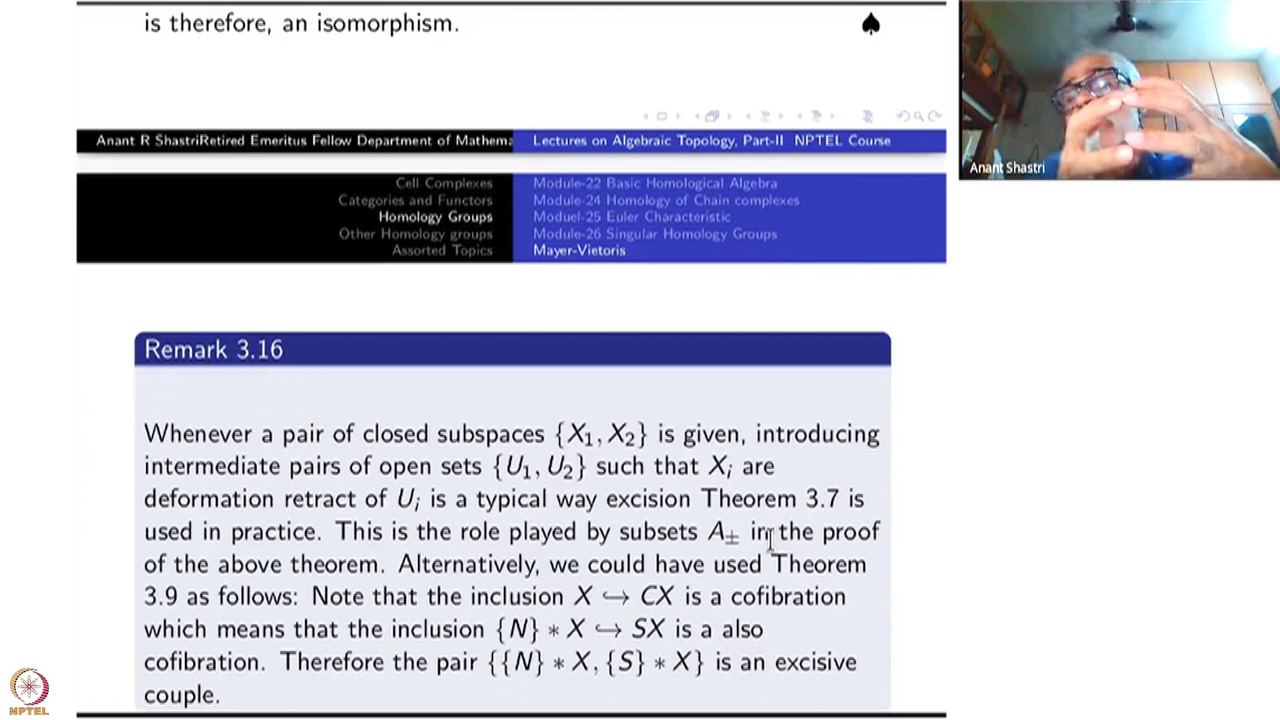 is therefore, an isomorphism.
♠
Anant R ShastriRetired Emeritus Fellow Department of Mathema
Lectures on Algebraic Topology, Part-II NPTEL Course
Anant Shastri
Cell Complexes
Categories and Functors
Homology Groups
Other Homology groups
Assorted Topics
Module-22 Basic Homological Algebra
Module-24 Homology of Chain complexes
Moduel-25 Euler Characteristic
Module-26 Singular Homology Groups
Mayer-Vietoris
Remark 3.16
Whenever a pair of closed subspaces {X₁, X₂} is given, introducing
intermediate pairs of open sets {U₁, U₂} such that Xᵢ are
deformation retract of Uᵢ is a typical way excision Theorem 3.7 is
used in practice. This is the role played by subsets A± in the proof
of the above theorem. Alternatively, we could have used Theorem
3.9 as follows: Note that the inclusion X ↪ CX is a cofibration
which means that the inclusion {N} ∗ X ↪ SX is a also
cofibration. Therefore the pair {{N} ∗ X, {S} ∗ X} is an excisive
couple.
NPTEL